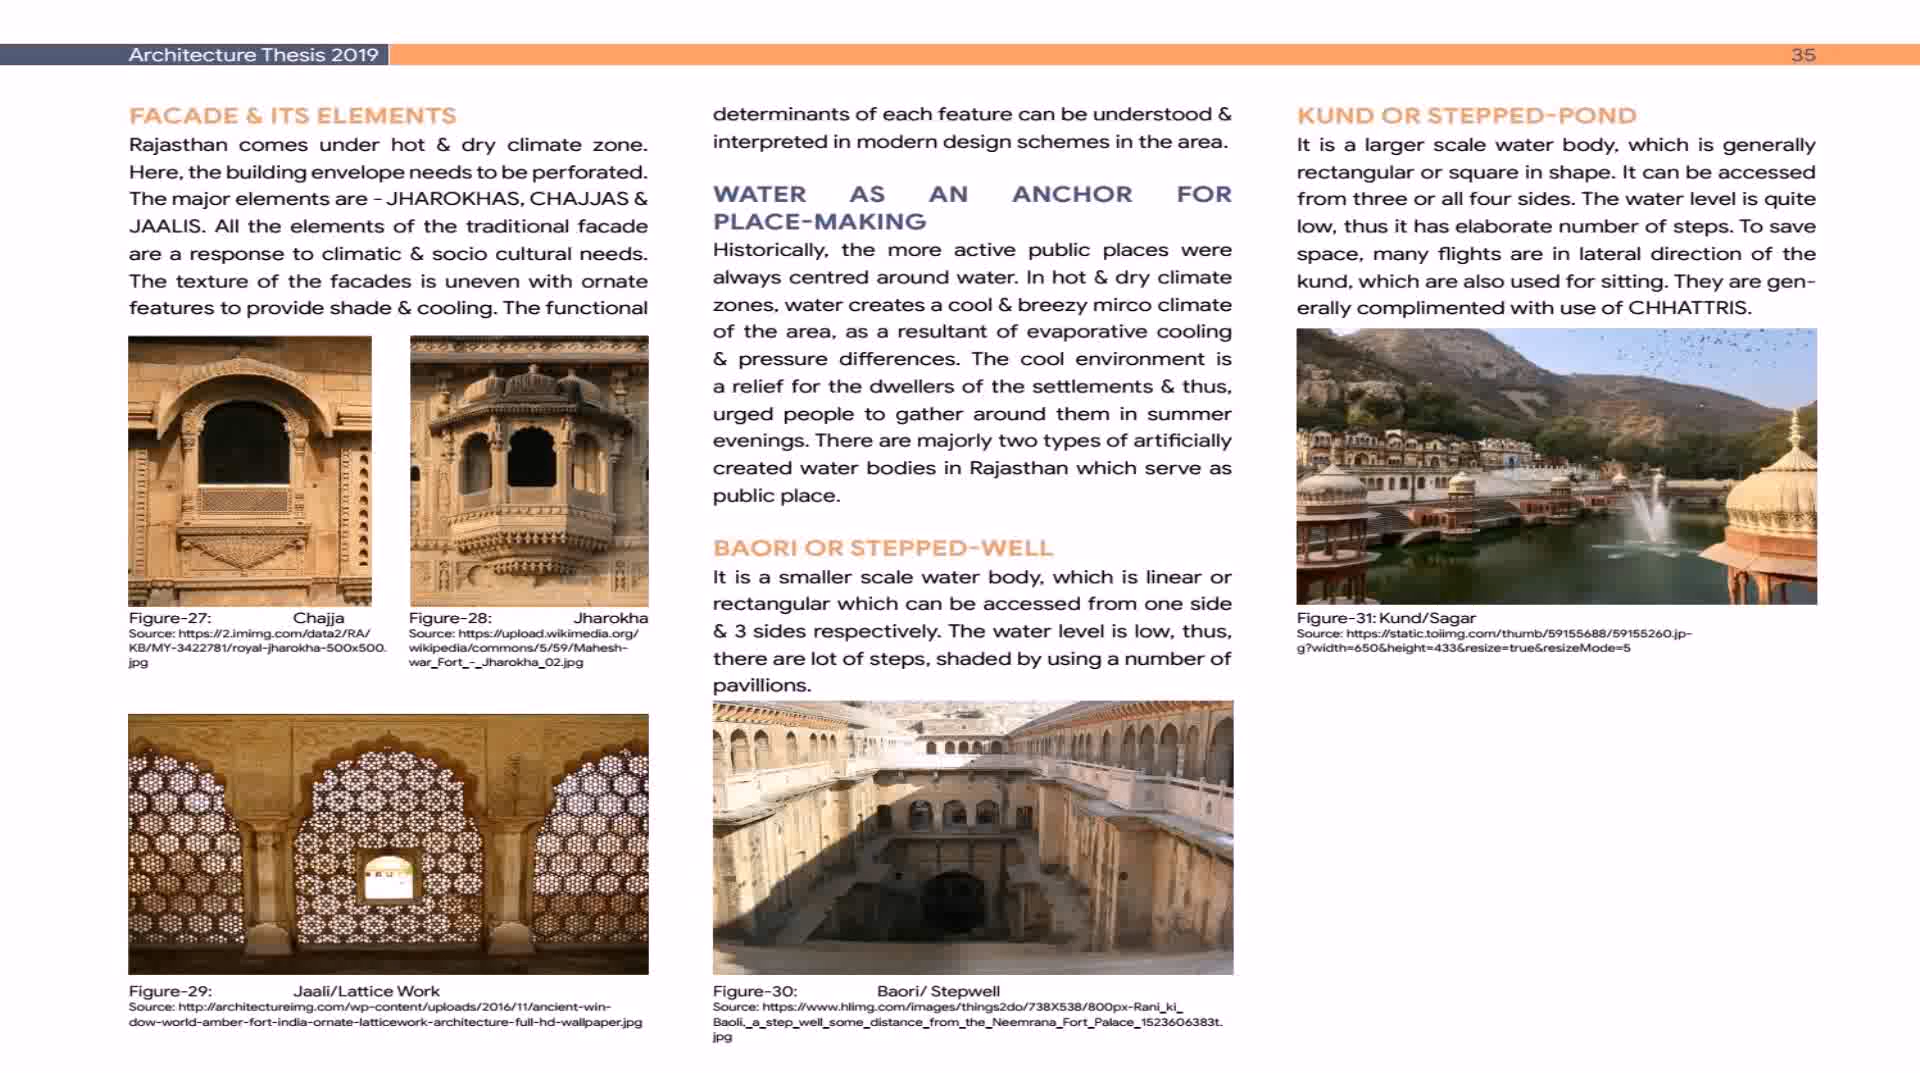 Architecture Thesis 2019
35
FACADE & ITS ELEMENTS
Rajasthan comes under hot & dry climate zone.
Here, the building envelope needs to be perforated.
The major elements are - JHAROKHAS, CHAJJAS &
JAALIS. All the elements of the traditional facade
are a response to climatic & socio cultural needs.
The texture of the facades is uneven with ornate
features to provide shade & cooling. The functional
Figure-27: Chajja
Source: https://2.imimg.com/data2/RA/
KB/MY-3422781/royal-jharokha-500x500.
jpg
Figure-28: Jharokha
Source: https://upload.wikimedia.org/
wikipedia/commons/5/59/Mahesh-
war_Fort_-_Jharokha_02.jpg
Figure-29: Jaali/Lattice Work
Source: http://architectureimg.com/wp-content/uploads/2016/11/ancient-win-
dow-world-amber-fort-india-ornate-latticework-architecture-full-hd-wallpaper.jpg
determinants of each feature can be understood &
interpreted in modern design schemes in the area.
WATER AS AN ANCHOR FOR
PLACE-MAKING
Historically, the more active public places were
always centred around water. In hot & dry climate
zones, water creates a cool & breezy mirco climate
of the area, as a resultant of evaporative cooling
& pressure differences. The cool environment is
a relief for the dwellers of the settlements & thus,
urged people to gather around them in summer
evenings. There are majorly two types of artificially
created water bodies in Rajasthan which serve as
public place.
BAORI OR STEPPED-WELL
It is a smaller scale water body, which is linear or
rectangular which can be accessed from one side
& 3 sides respectively. The water level is low, thus,
there are lot of steps, shaded by using a number of
pavillions.
Figure-30: Baori/ Stepwell
Source: https://www.hlimg.com/images/things2do/738X538/800px-Rani_ki_
Baoli,_a_step_well_some_distance_from_the_Neemrana_Fort_Palace_1523606383t.
jpg
KUND OR STEPPED-POND
It is a larger scale water body, which is generally
rectangular or square in shape. It can be accessed
from three or all four sides. The water level is quite
low, thus it has elaborate number of steps. To save
space, many flights are in lateral direction of the
kund, which are also used for sitting. They are gen-
erally complimented with use of CHHATTRIS.
Figure-31: Kund/Sagar
Source: https://static.toiimg.com/thumb/59155688/59155260.jp-
g?width=650&height=433&resize=true&resizeMode=5